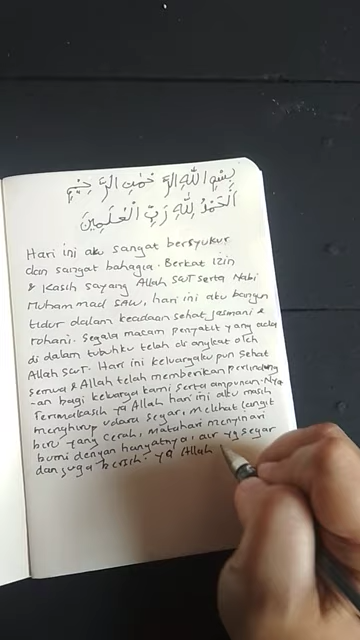 بِسْمِ اللهِ الرَّحْمٰنِ الرَّحِيْمِ
اَلْحَمْدُ لِلّٰهِ رَبِّ الْعٰلَمِيْنَ
Hari ini aku sangat bersyukur
dan sangat bahagia. Berkat Izin
& Kasih sayang Allah SWT serta Nabi
Muhammad SAW, hari ini aku bangun
tidur dalam keadaan sehat jasmani &
rohani. Segala macam penyakit yang ada
di dalam tubuhku telah di angkat oleh
Allah SWT. Hari ini keluargaku pun sehat
semua & Allah telah memberikan perlindung
-an bagi keluarga kami serta ampunan-Nya
Terimakasih ya Allah hari ini aku masih
menghirup udara segar, melihat langit
biru yang cerah, matahari menyinari
bumi dengan hangatnya, air yg segar
dan juga bersih. Ya Allah